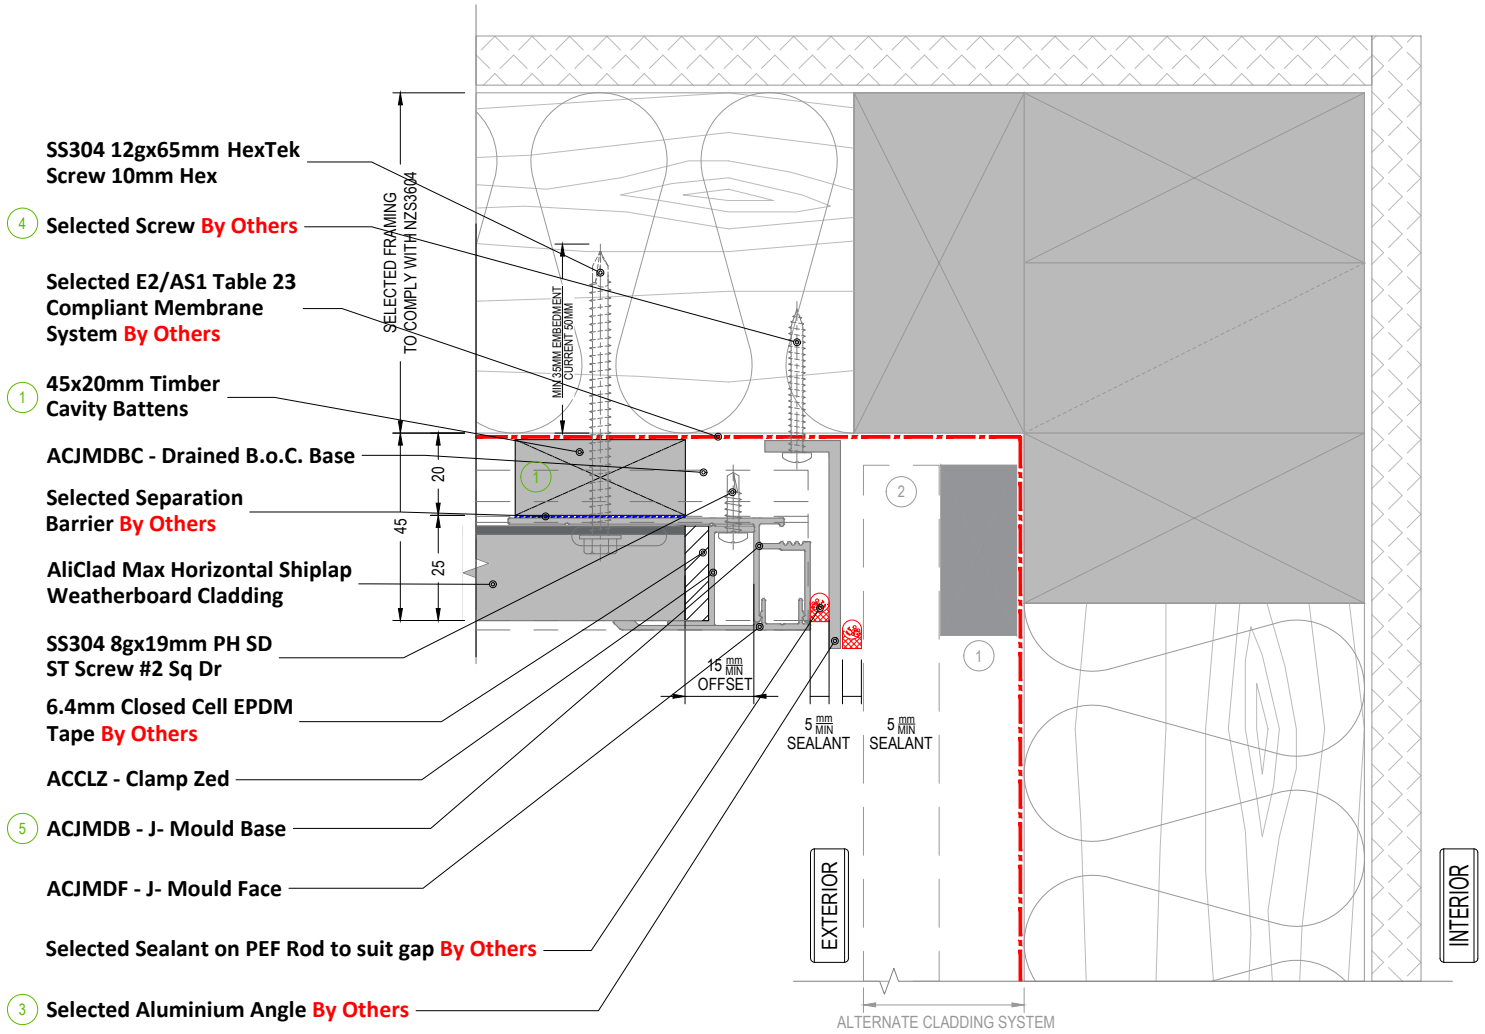 SS304 12gx65mm HexTek
Screw 10mm Hex
4 Selected Screw By Others
Selected E2/AS1 Table 23
Compliant Membrane
System By Others
1 45x20mm Timber
Cavity Battens
ACJMDBC - Drained B.o.C. Base
Selected Separation
Barrier By Others
AliClad Max Horizontal Shiplap
Weatherboard Cladding
SS304 8gx19mm PH SD
ST Screw #2 Sq Dr
6.4mm Closed Cell EPDM
Tape By Others
ACCLZ - Clamp Zed
5 ACJMDB - J- Mould Base
ACJMDF - J- Mould Face
Selected Sealant on PEF Rod to suit gap By Others
3 Selected Aluminium Angle By Others
SELECTED FRAMING
TO COMPLY WITH NZS3604
MIN 35MM EMBEDMENT
CURRENT 50MM
45
20
25
1
2
1
15 mm
MIN
OFFSET
5 mm
MIN
SEALANT
5 mm
MIN
SEALANT
EXTERIOR
INTERIOR
ALTERNATE CLADDING SYSTEM